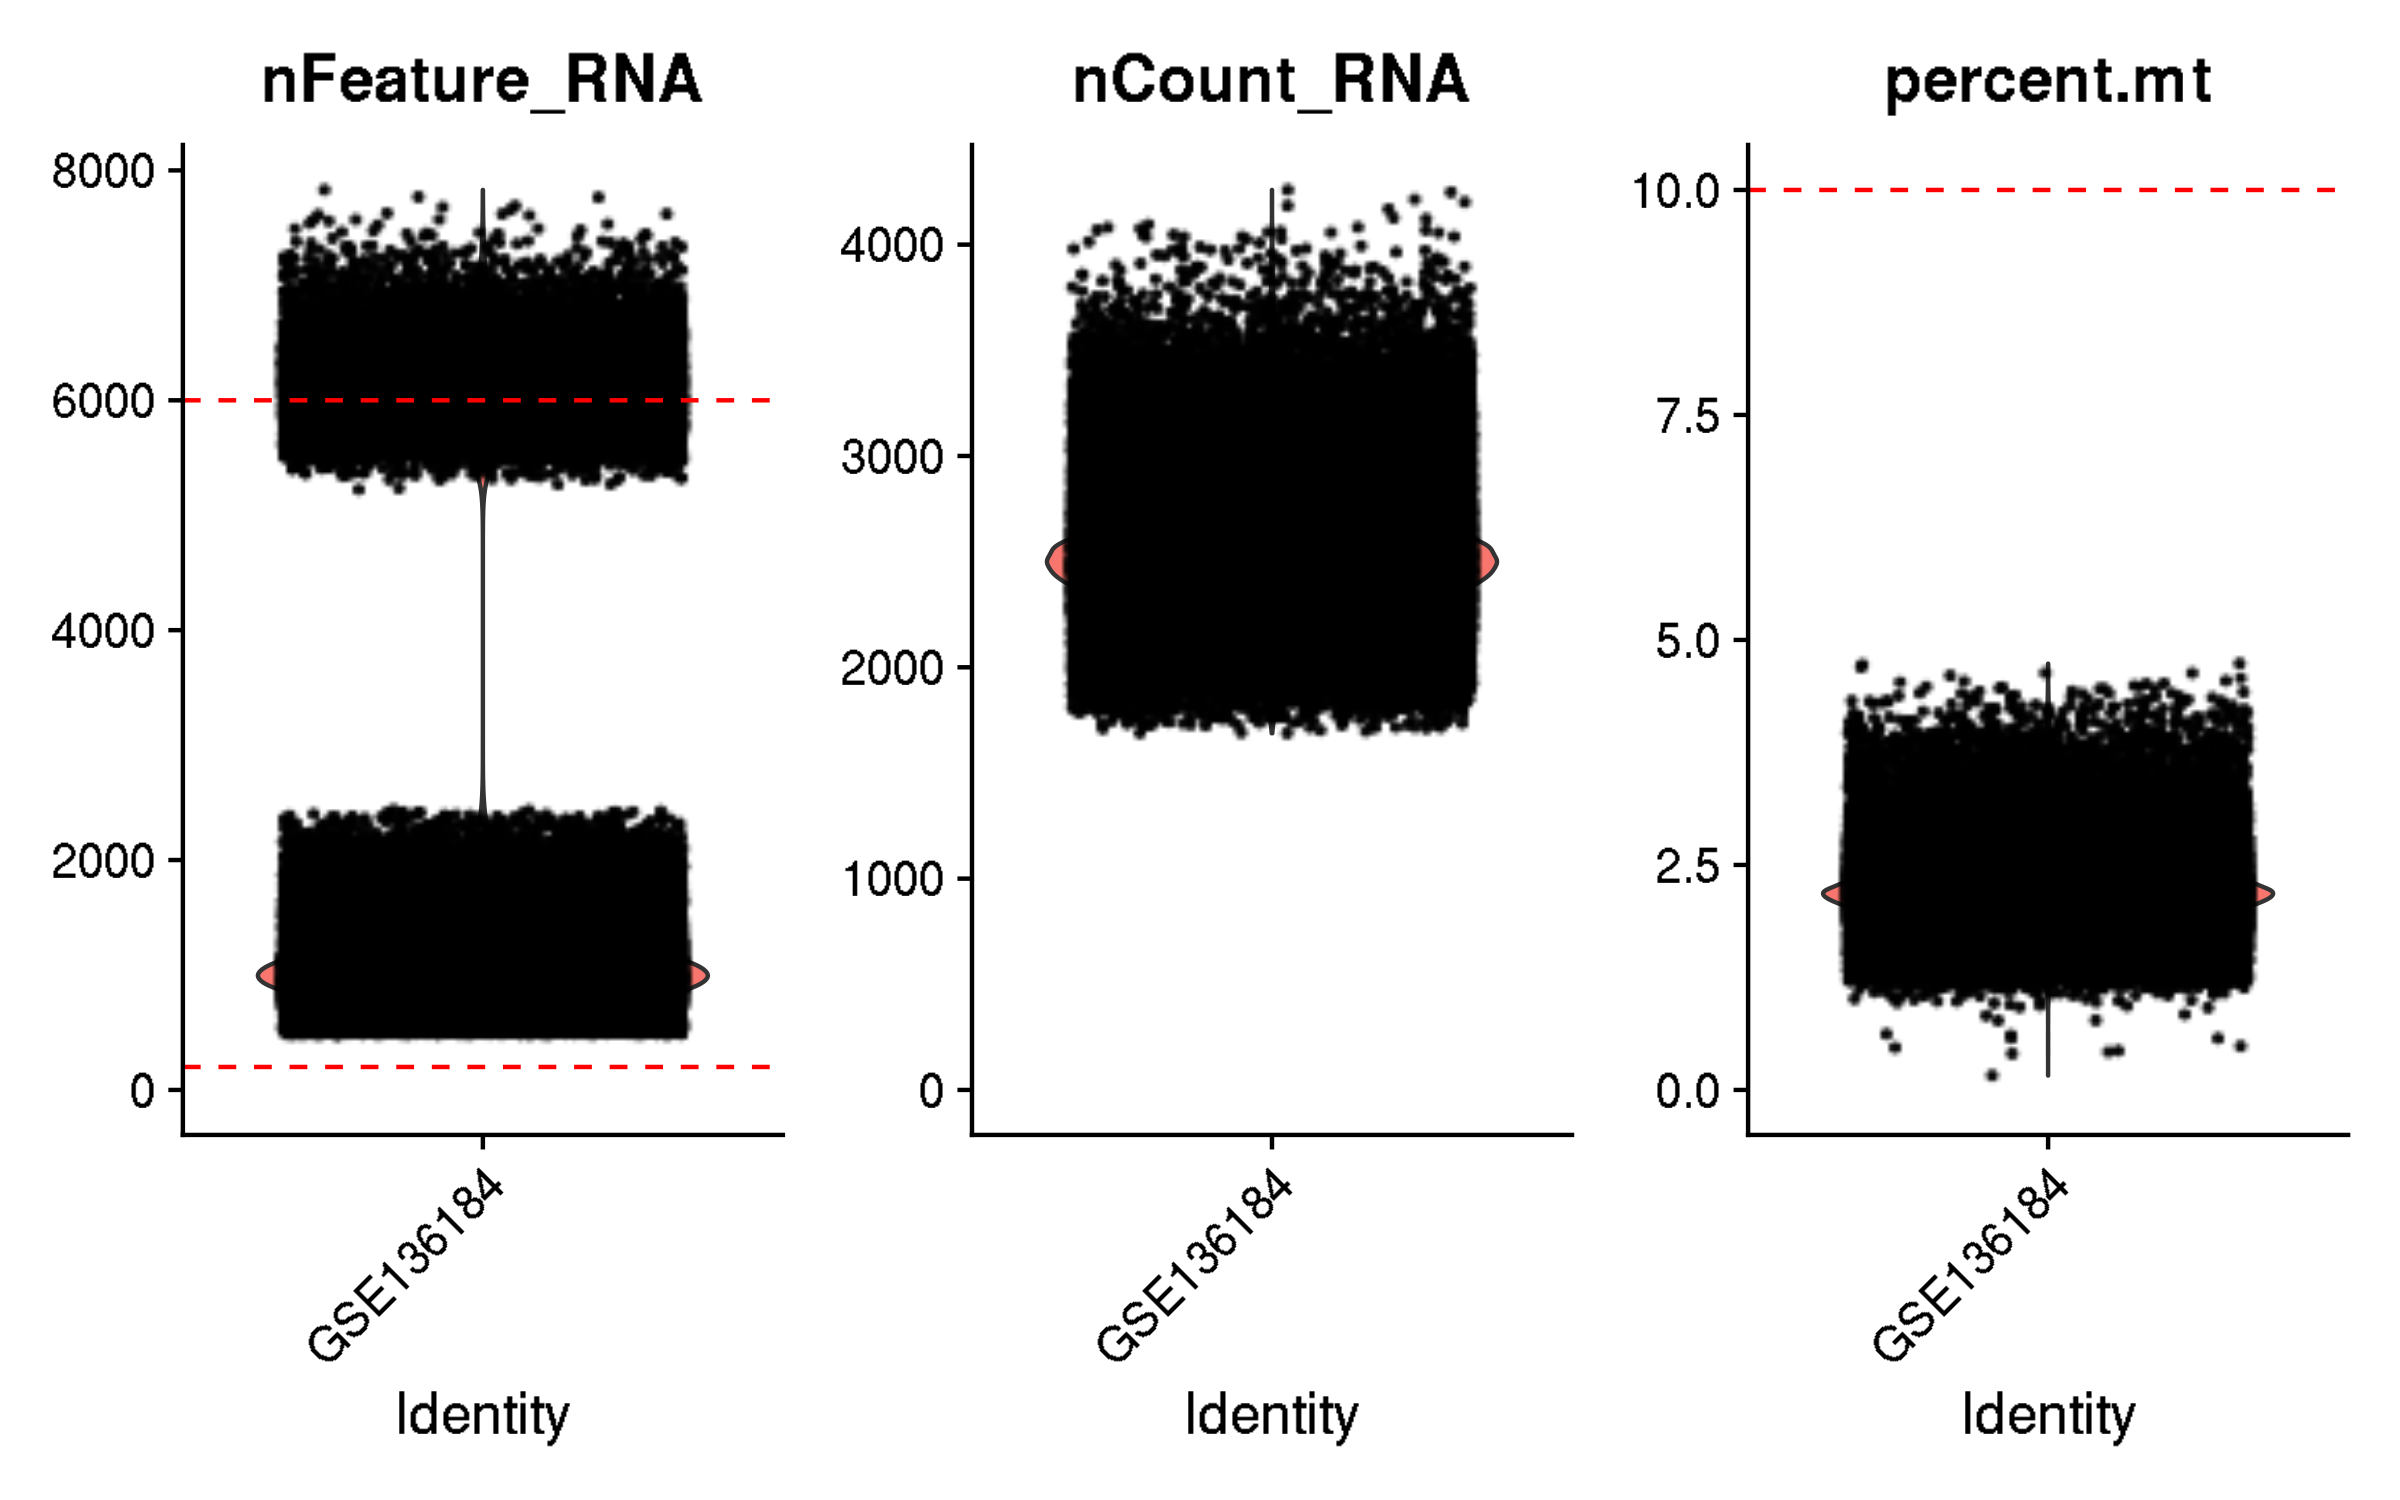 nFeature_RNA
8000
6000
4000
2000
0
GSE136184
Identity
nCount_RNA
4000
3000
2000
1000
0
GSE136184
Identity
percent.mt
10.0
7.5
5.0
2.5
0.0
GSE136184
Identity